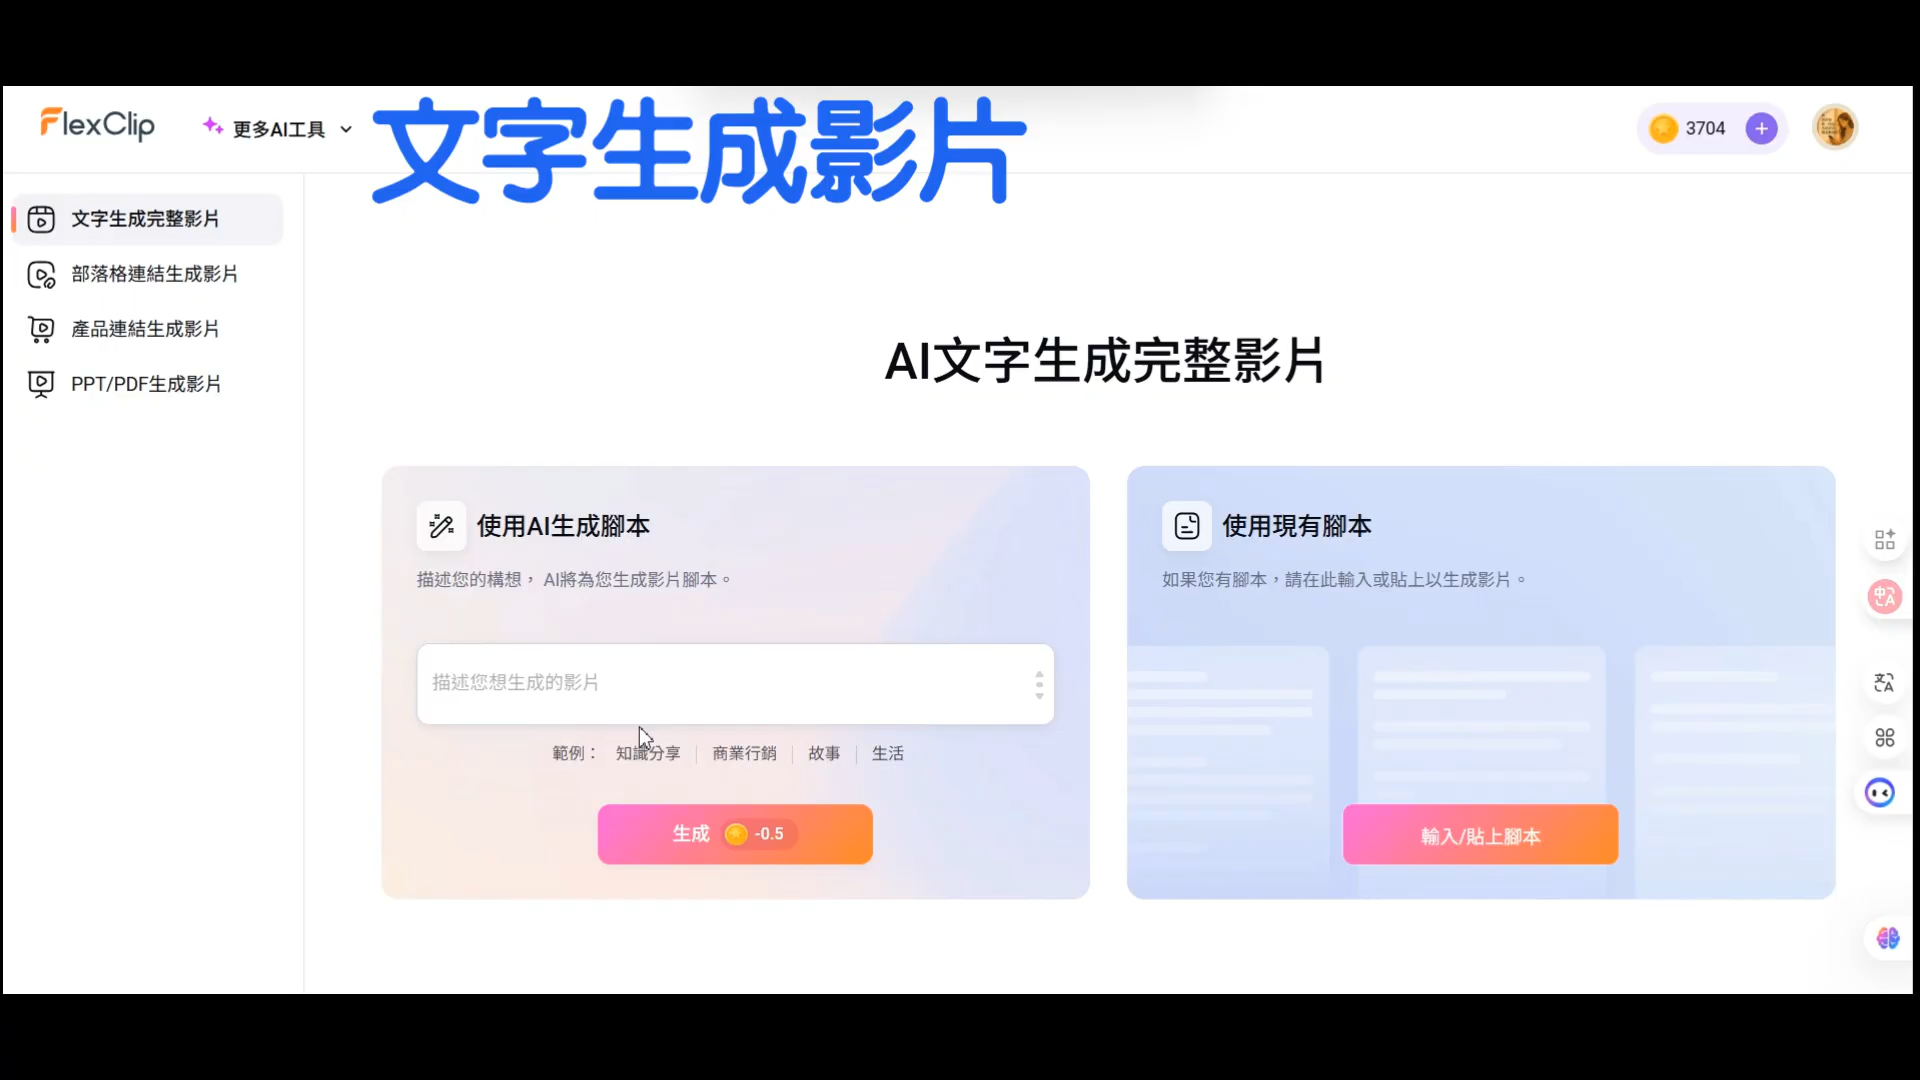 FlexClip
更多AI工具
文字生成影片
3704
文字生成完整影片
部落格連結生成影片
產品連結生成影片
PPT/PDF生成影片
AI文字生成完整影片
使用AI生成腳本
描述您的構想，AI將為您生成影片腳本。
描述您想生成的影片
範例： 知識分享 商業行銷 故事 生活
生成 -0.5
使用現有腳本
如果您有腳本，請在此輸入或貼上以生成影片。
輸入/貼上腳本